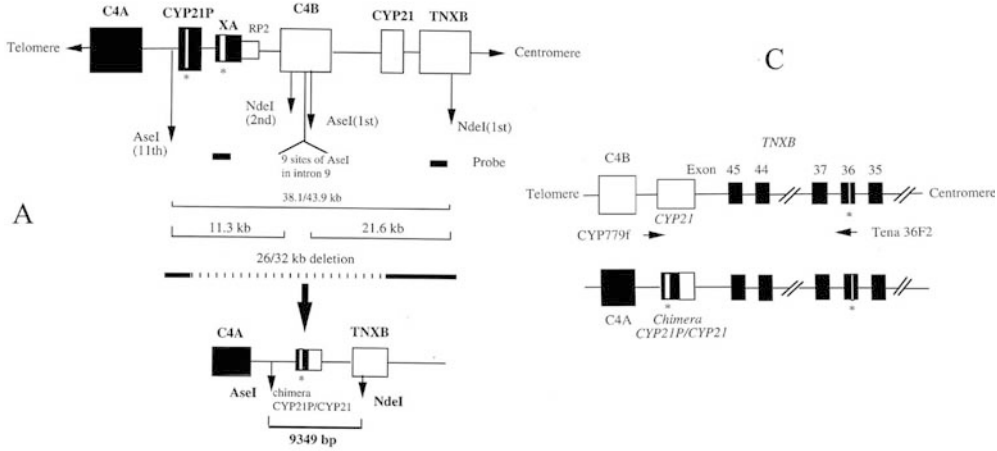 C4A CYP21P XA RP2 C4B CYP21 TNXB
Telomere
Centromere
*
*
NdeI
(2nd)
AseI(1st)
NdeI(1st)
AseI
(11th)
9 sites of AseI
in intron 9
Probe
38.1/43.9 kb
A
11.3 kb
21.6 kb
26/32 kb deletion
C4A
TNXB
*
AseI
chimera
CYP21P/CYP21
NdeI
9349 bp
C
TNXB
C4B
Exon 45 44 37 36 35
Telomere
Centromere
CYP21
*
CYP779f
Tena 36F2
C4A
*
Chimera
CYP21P/CYP21
*